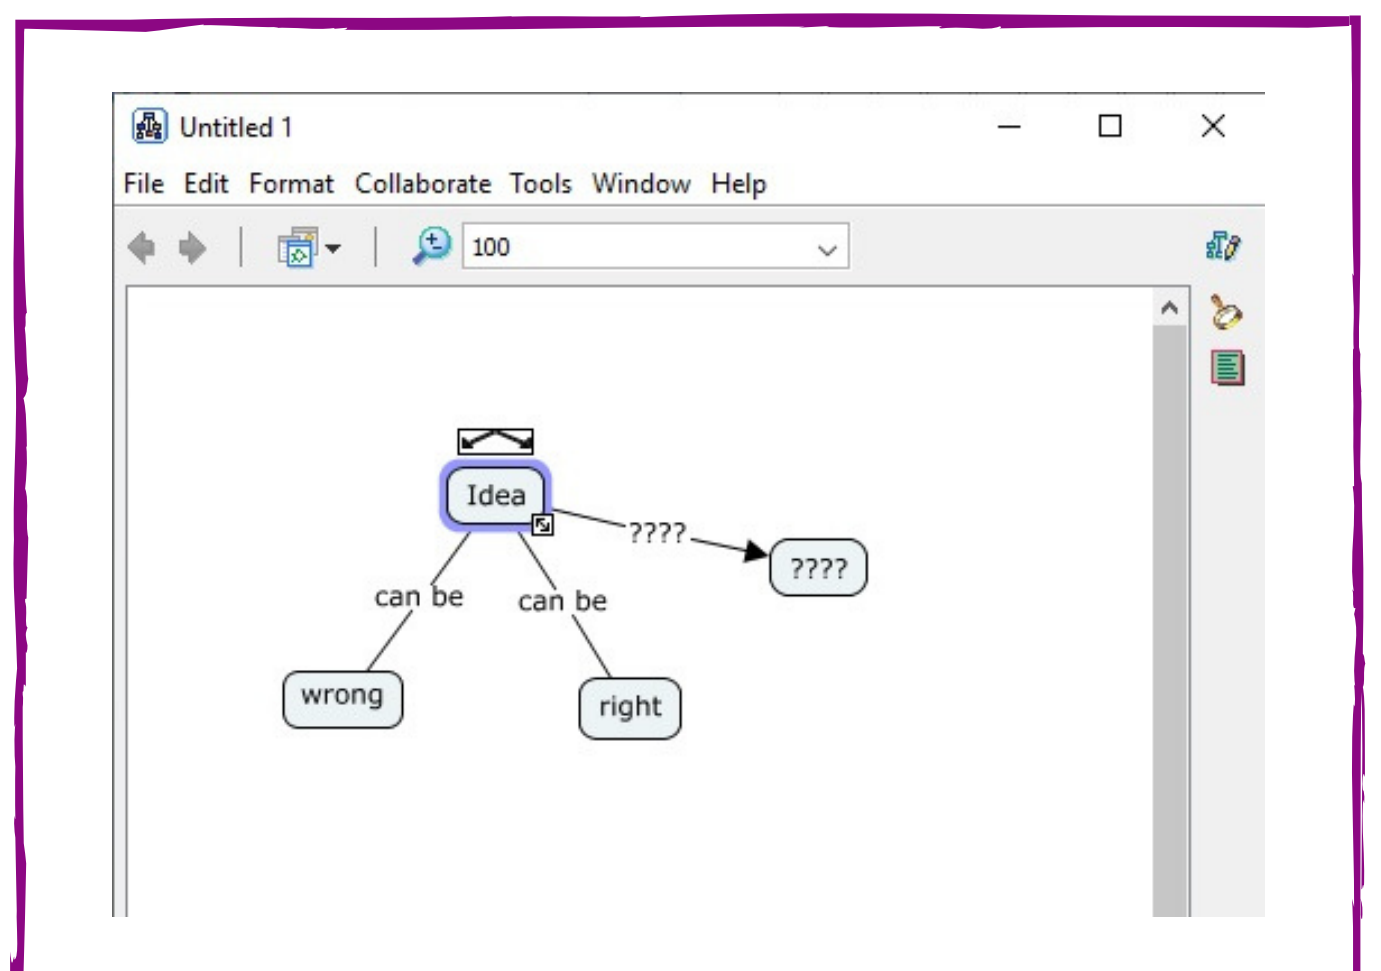 Untitled 1
File Edit Format Collaborate Tools Window Help
100
Idea
????
????
can be
can be
wrong
right